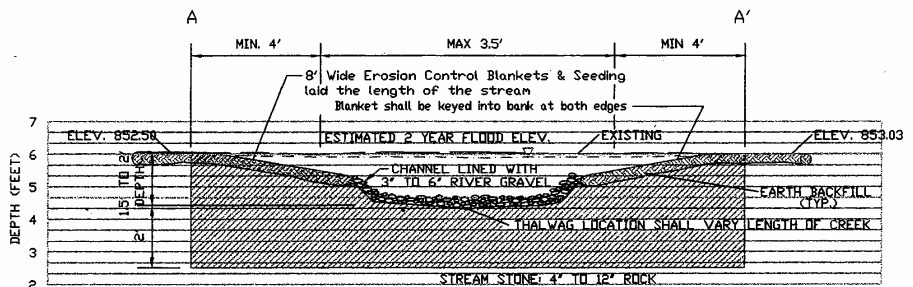 A
A'
MIN. 4'
MAX 3.5'
MIN 4'
8' Wide Erosion Control Blankets & Seeding
laid the length of the stream
Blanket shall be keyed into bank at both edges
7
ELEV. 852.50
ESTIMATED 2 YEAR FLOOD ELEV.
EXISTING
ELEV. 853.03
6
CHANNEL LINED WITH
3" TO 6" RIVER GRAVEL
5
EARTH BACKFILL
(TYP.)
1.5' TO 2'
DEPTH
4
THALWAG LOCATION SHALL VARY LENGTH OF CREEK
3
2'
2
STREAM STONE: 4" TO 12" ROCK
DEPTH (FEET)